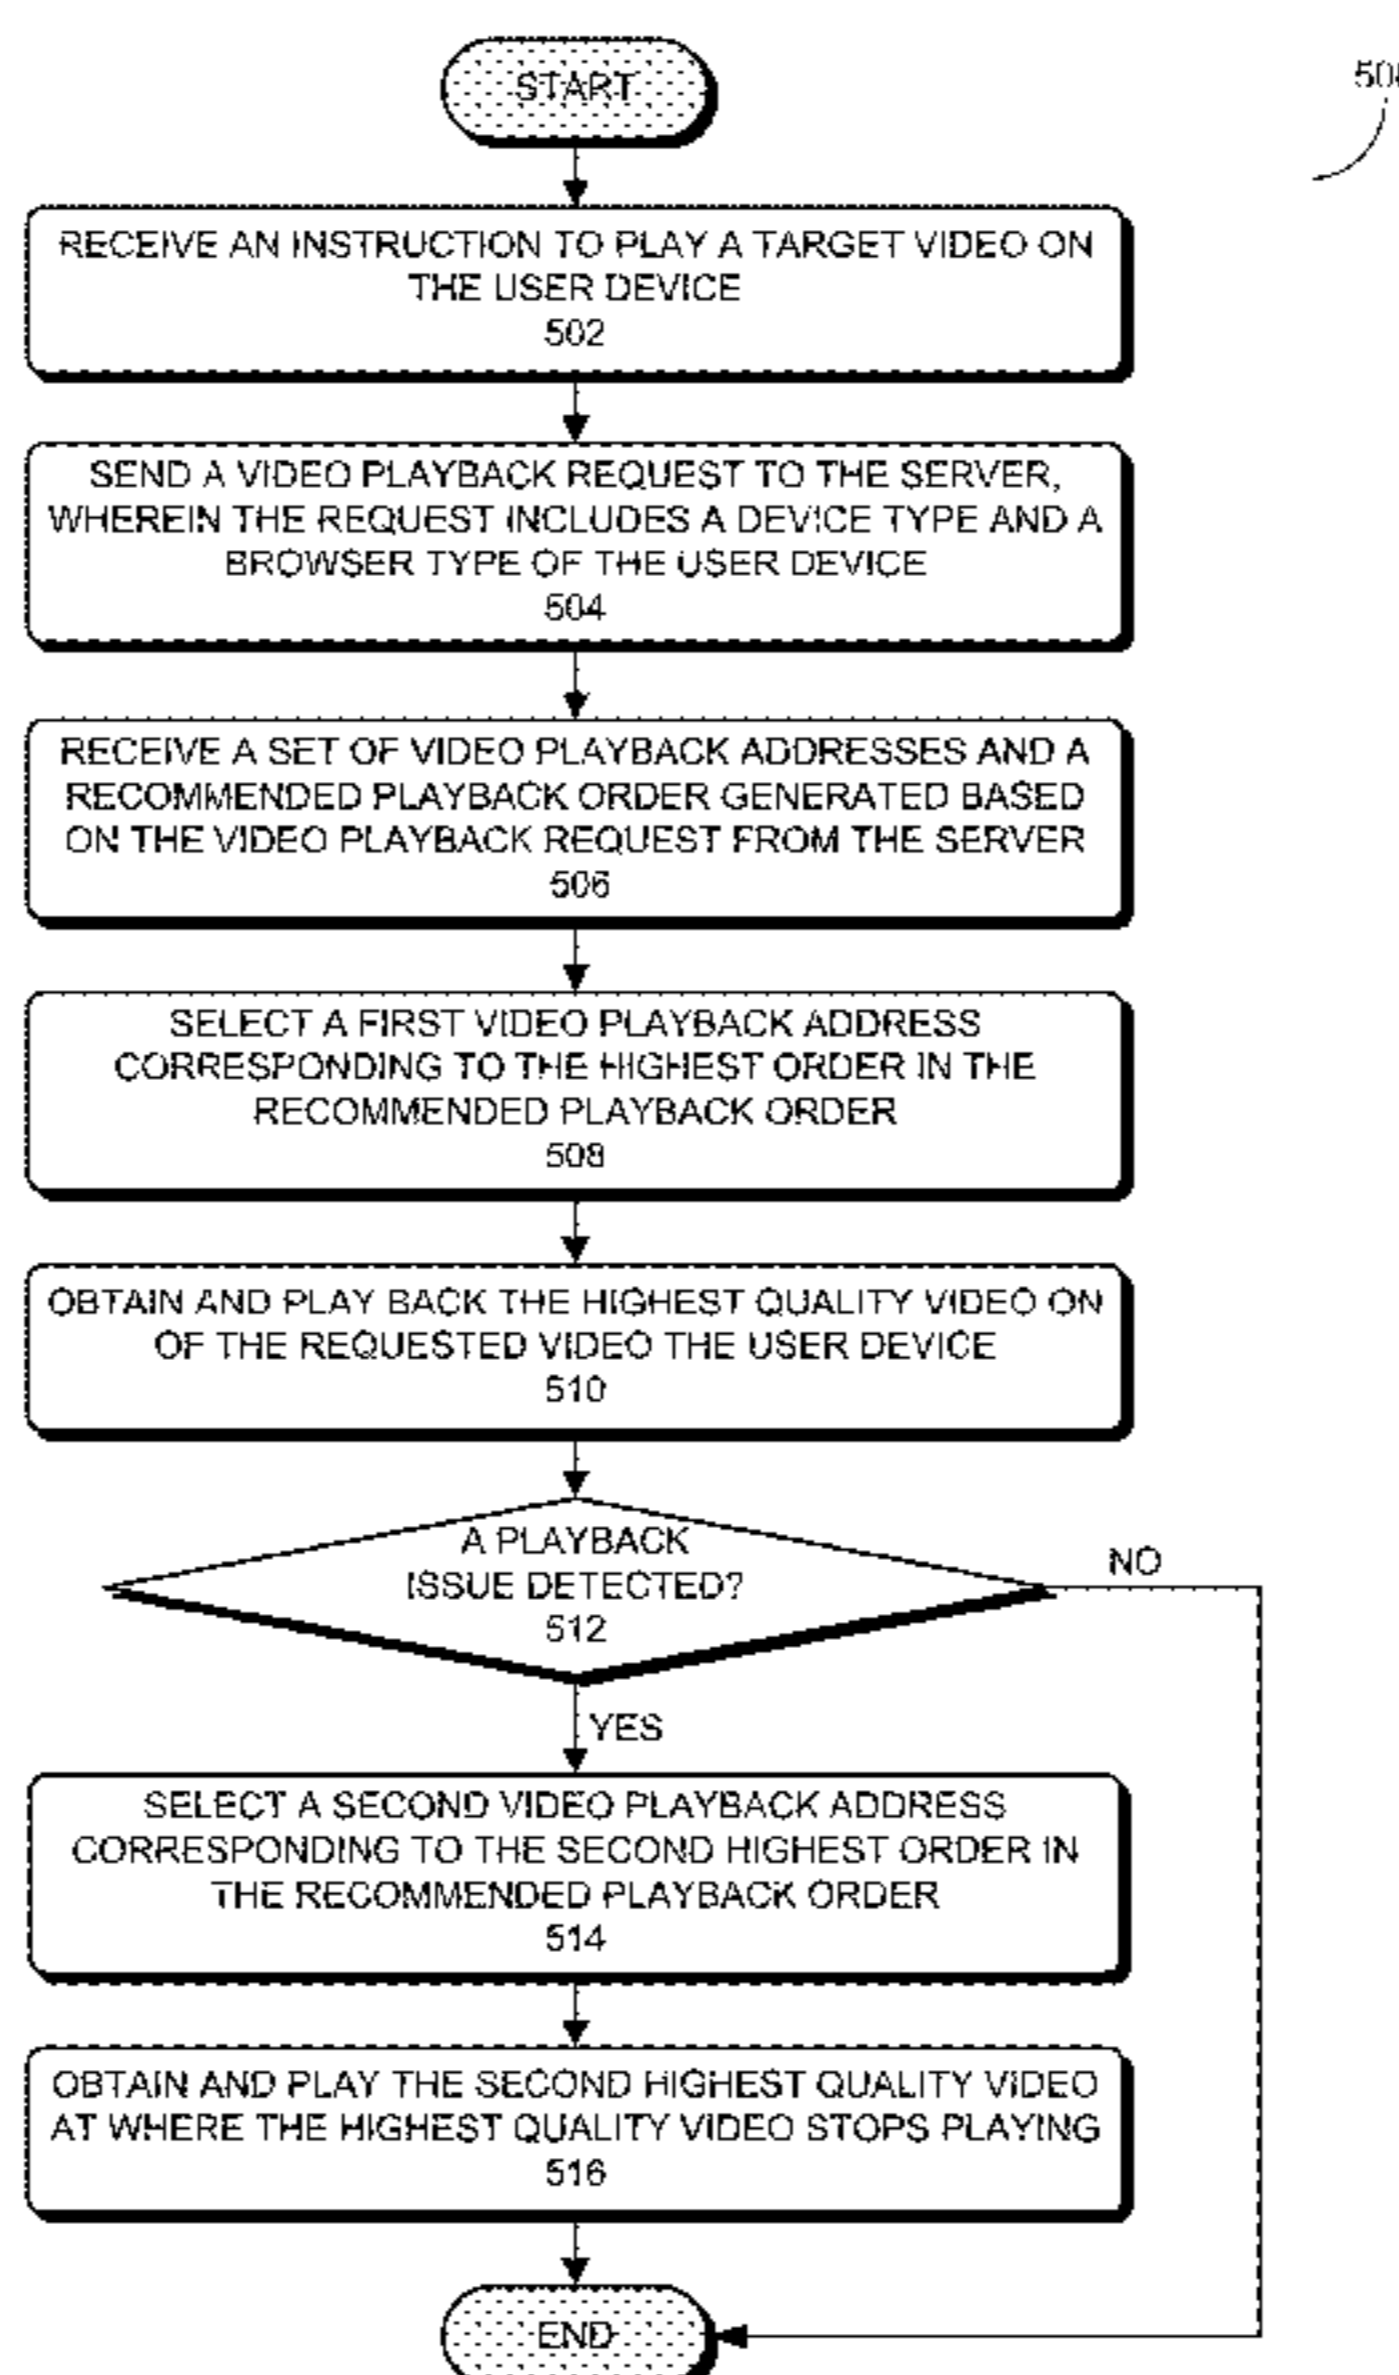 START
RECEIVE AN INSTRUCTION TO PLAY A TARGET VIDEO ON
THE USER DEVICE
502
SEND A VIDEO PLAYBACK REQUEST TO THE SERVER,
WHEREIN THE REQUEST INCLUDES A DEVICE TYPE AND A
BROWSER TYPE OF THE USER DEVICE
504
RECEIVE A SET OF VIDEO PLAYBACK ADDRESSES AND A
RECOMMENDED PLAYBACK ORDER GENERATED BASED
ON THE VIDEO PLAYBACK REQUEST FROM THE SERVER
506
SELECT A FIRST VIDEO PLAYBACK ADDRESS
CORRESPONDING TO THE HIGHEST ORDER IN THE
RECOMMENDED PLAYBACK ORDER
508
OBTAIN AND PLAY BACK THE HIGHEST QUALITY VIDEO ON
OF THE REQUESTED VIDEO THE USER DEVICE
510
A PLAYBACK
ISSUE DETECTED?
512
NO
YES
SELECT A SECOND VIDEO PLAYBACK ADDRESS
CORRESPONDING TO THE SECOND HIGHEST ORDER IN
THE RECOMMENDED PLAYBACK ORDER
514
OBTAIN AND PLAY THE SECOND HIGHEST QUALITY VIDEO
AT WHERE THE HIGHEST QUALITY VIDEO STOPS PLAYING
516
END